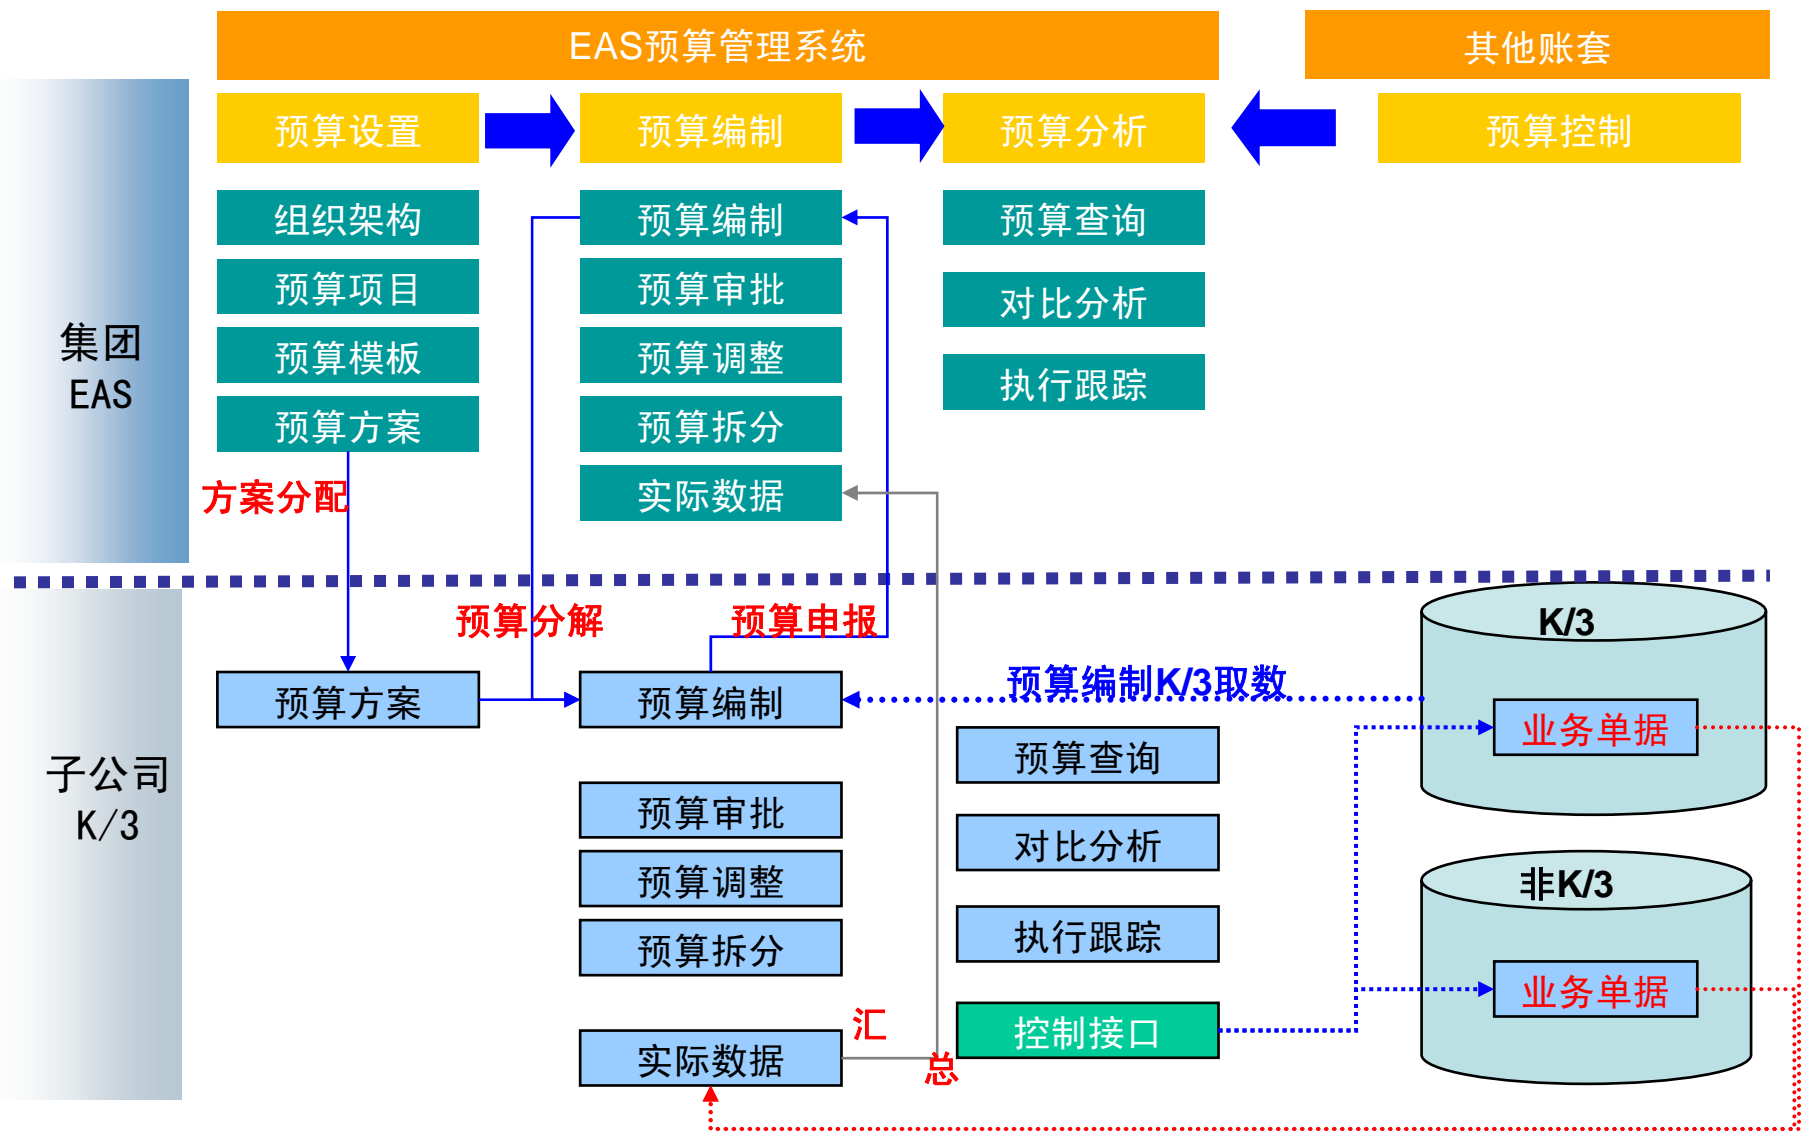 EAS预算管理系统
其他账套
预算设置
预算编制
预算分析
预算控制
集团
EAS
组织架构
预算项目
预算模板
预算方案
预算编制
预算审批
预算调整
预算拆分
实际数据
预算查询
对比分析
执行跟踪
方案分配
预算分解
预算申报
子公司
K/3
预算方案
预算编制
预算编制K/3取数
预算审批
预算调整
预算拆分
实际数据
汇
总
预算查询
对比分析
执行跟踪
控制接口
K/3
业务单据
非K/3
业务单据